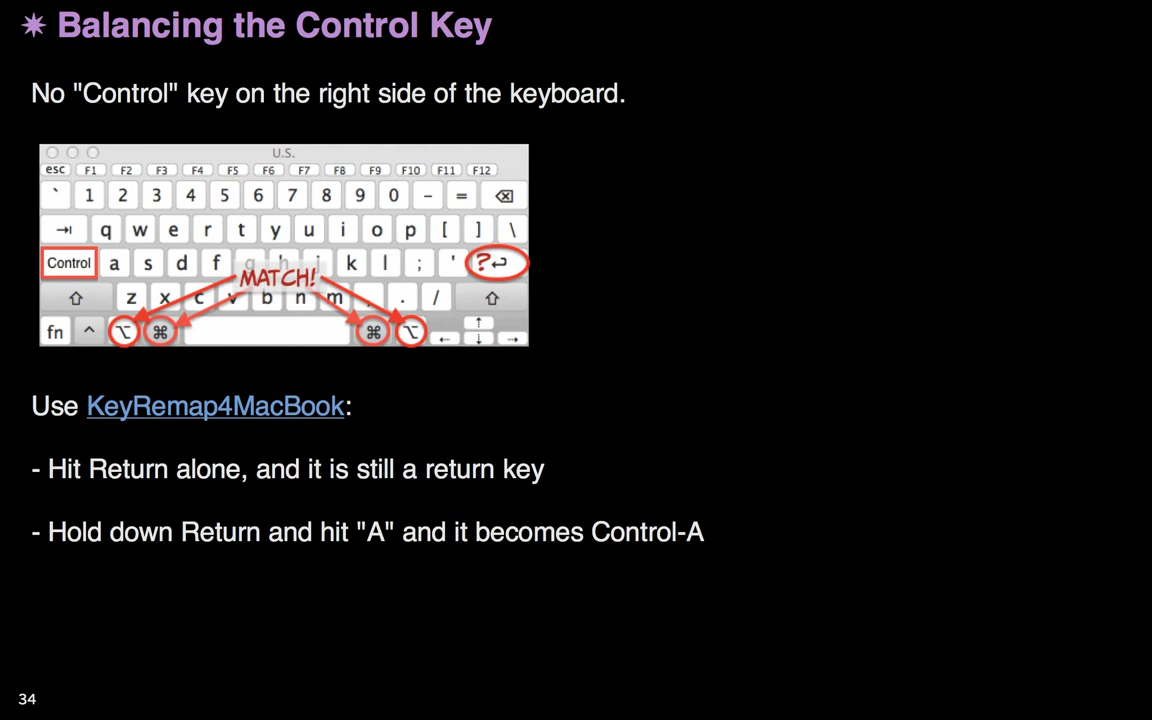 ✷ Balancing the Control Key
No "Control" key on the right side of the keyboard.
U.S.
esc F1 F2 F3 F4 F5 F6 F7 F8 F9 F10 F11 F12
` 1 2 3 4 5 6 7 8 9 0 - = ⌫
⇥ q w e r t y u i o p [ ] \
Control a s d f g h j k l ; ' ? ↩
MATCH!
⇧ z x c v b n m , . / ⇧
fn ^ ⌥ ⌘ ⌘ ⌥ ← ↑ ↓ →
Use KeyRemap4MacBook:
- Hit Return alone, and it is still a return key
- Hold down Return and hit "A" and it becomes Control-A
34